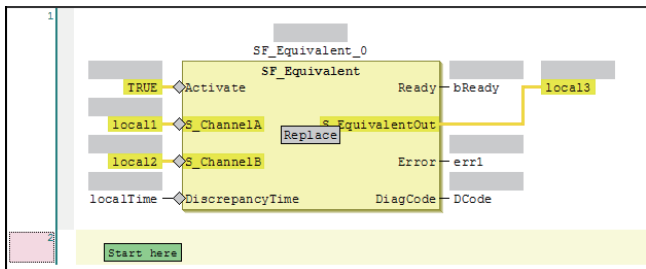 1
SF_Equivalent_0
SF_Equivalent
TRUE Activate Ready bReady local3
local1 S_ChannelA S_EquivalentOut
Replace
local2 S_ChannelB Error err1
localTime DiscrepancyTime DiagCode DCode
2
Start here